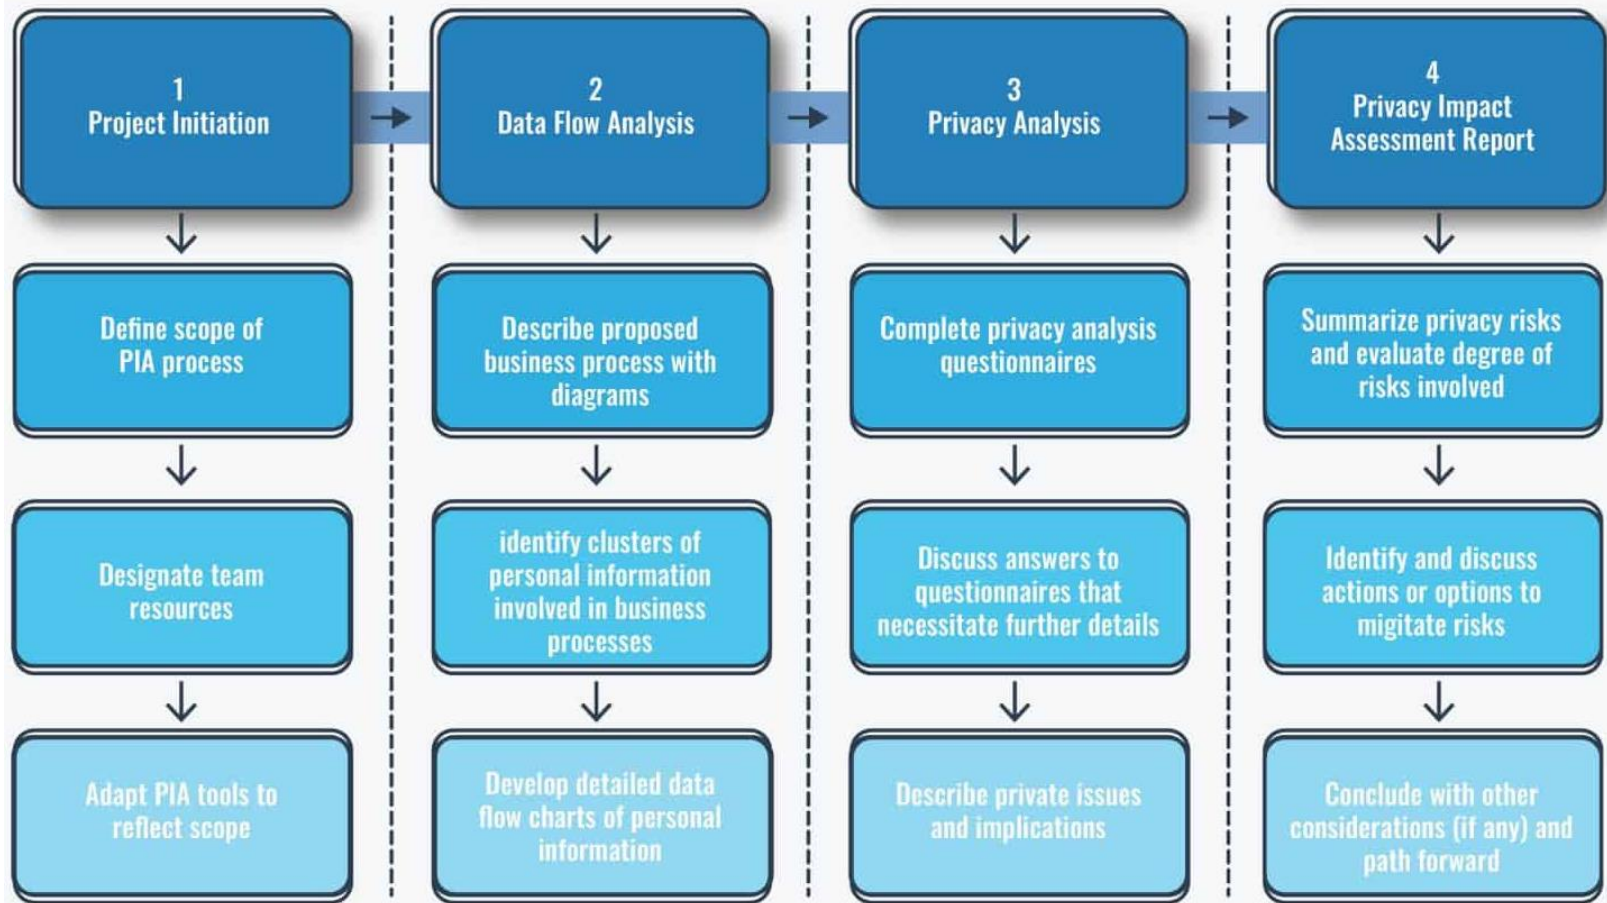 1
Project Initiation
Define scope of
PIA process
Designate team
resources
Adapt PIA tools to
reflect scope
2
Data Flow Analysis
Describe proposed
business process with
diagrams
identify clusters of
personal information
involved in business
processes
Develop detailed data
flow charts of personal
information
3
Privacy Analysis
Complete privacy analysis
questionnaires
Discuss answers to
questionnaires that
necessitate further details
Describe private issues
and implications
4
Privacy Impact
Assessment Report
Summarize privacy risks
and evaluate degree of
risks involved
Identify and discuss
actions or options to
migitate risks
Conclude with other
considerations (if any) and
path forward